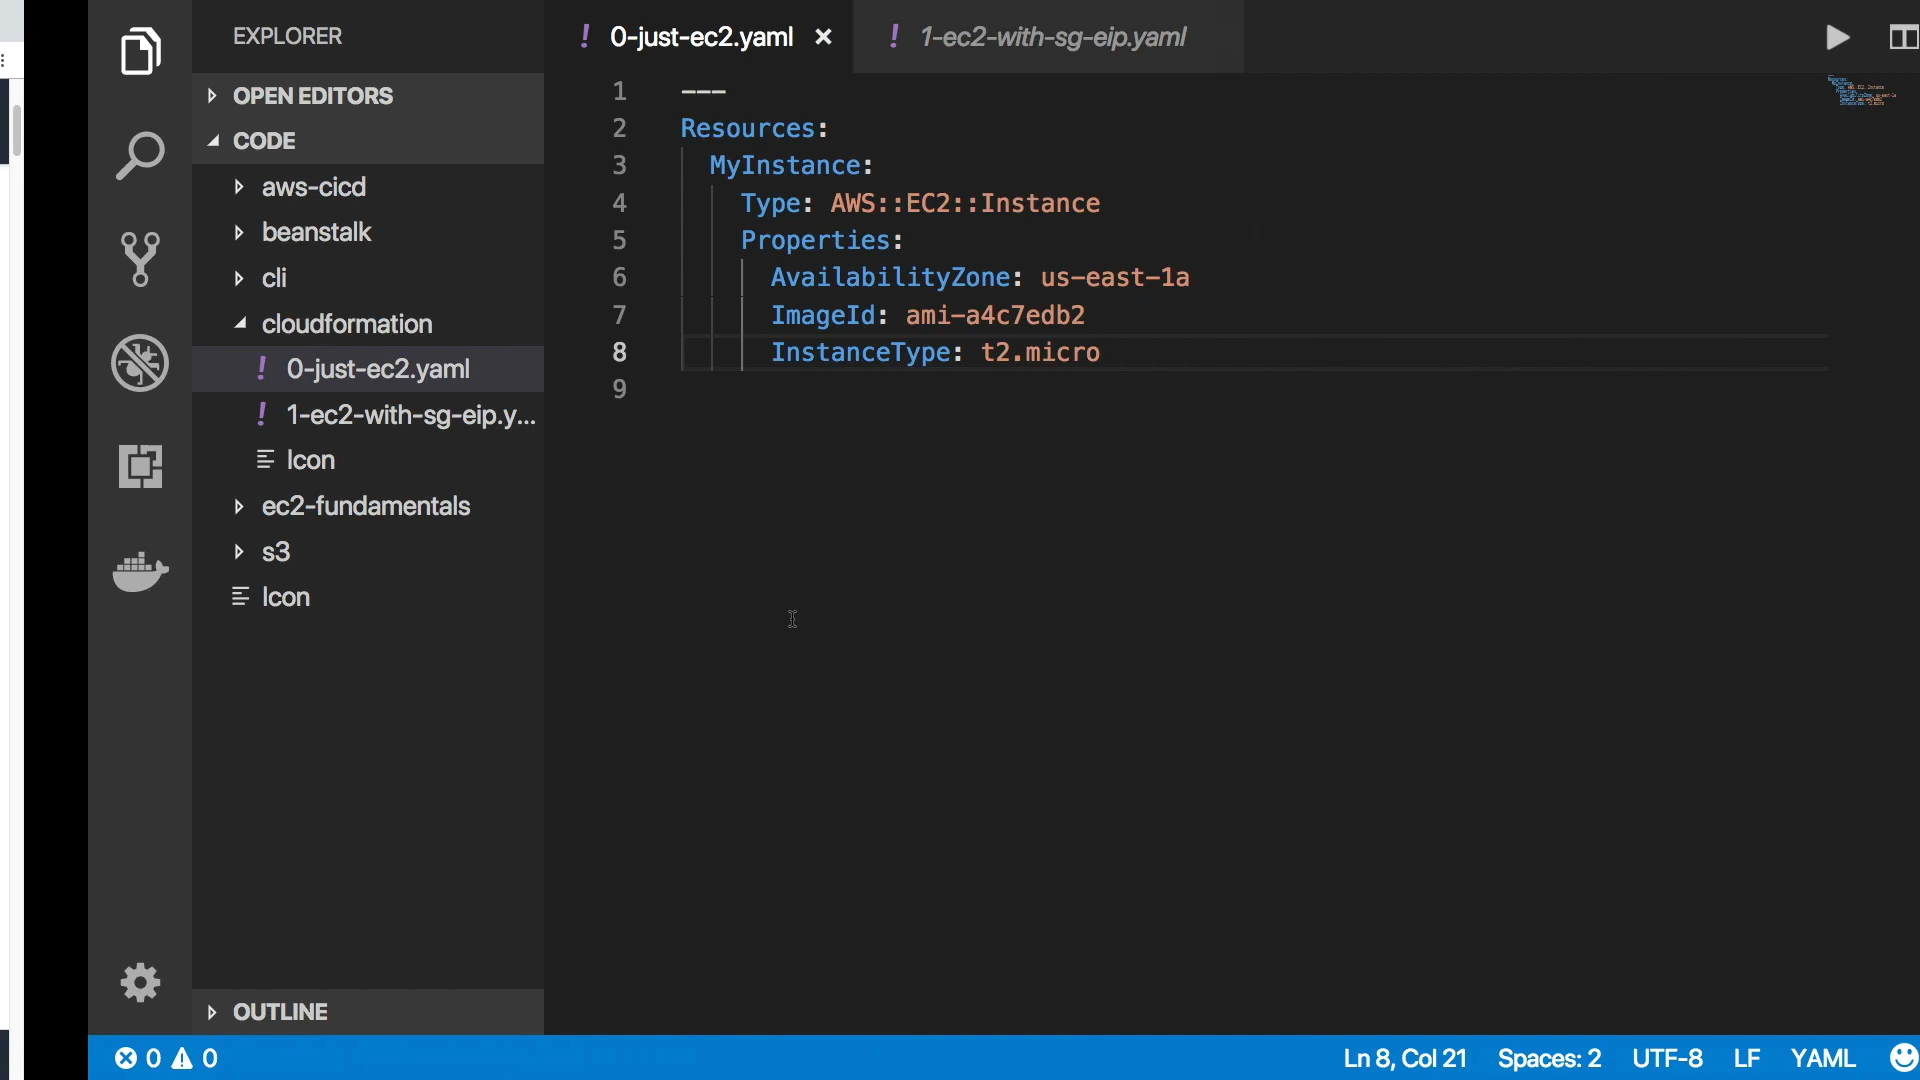 EXPLORER
OPEN EDITORS
CODE
aws-cicd
beanstalk
cli
cloudformation
! 0-just-ec2.yaml
! 1-ec2-with-sg-eip.y...
Icon
ec2-fundamentals
s3
Icon
OUTLINE
! 0-just-ec2.yaml ×
! 1-ec2-with-sg-eip.yaml
1 ---
2 Resources:
3   MyInstance:
4     Type: AWS::EC2::Instance
5     Properties:
6       AvailabilityZone: us-east-1a
7       ImageId: ami-a4c7edb2
8       InstanceType: t2.micro
9
0 0
Ln 8, Col 21 Spaces: 2 UTF-8 LF YAML